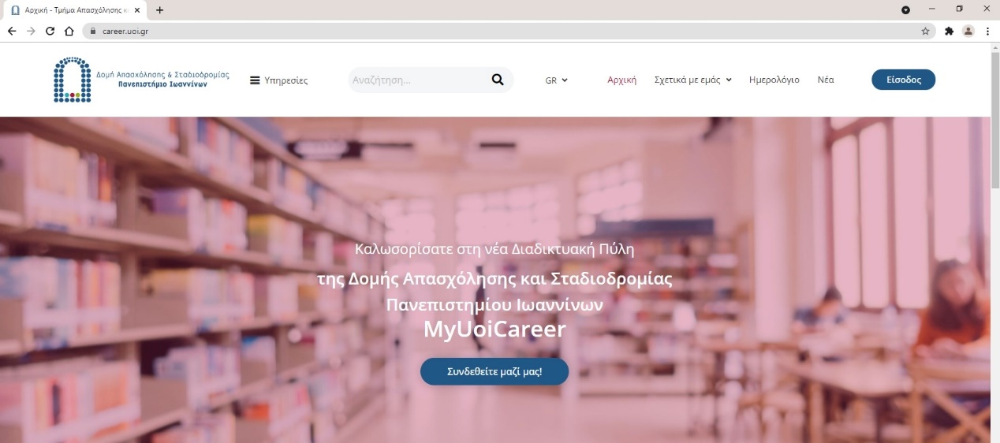 Αρχική - Τμήμα Απασχόλησης κ
career.uoi.gr
Δομή Απασχόλησης & Σταδιοδρομίας
Πανεπιστήμιο Ιωαννίνων
Υπηρεσίες
Αναζήτηση...
GR
Αρχική
Σχετικά με εμάς
Ημερολόγιο
Νέα
Είσοδος
Καλωσορίσατε στη νέα Διαδικτυακή Πύλη
της Δομής Απασχόλησης και Σταδιοδρομίας
Πανεπιστημίου Ιωαννίνων
MyUoiCareer
Συνδεθείτε μαζί μας!